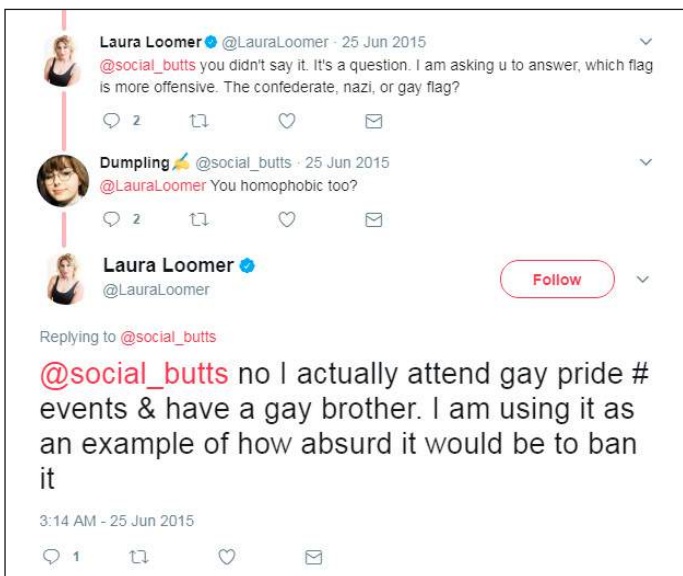 Laura Loomer @LauraLoomer · 25 Jun 2015
@social_butts you didn't say it. It's a question. I am asking u to answer, which flag
is more offensive. The confederate, nazi, or gay flag?
2
Dumpling✍ @social_butts · 25 Jun 2015
@LauraLoomer You homophobic too?
2
Laura Loomer
@LauraLoomer
Follow
Replying to @social_butts
@social_butts no I actually attend gay pride #
events & have a gay brother. I am using it as
an example of how absurd it would be to ban
it
3:14 AM - 25 Jun 2015
1